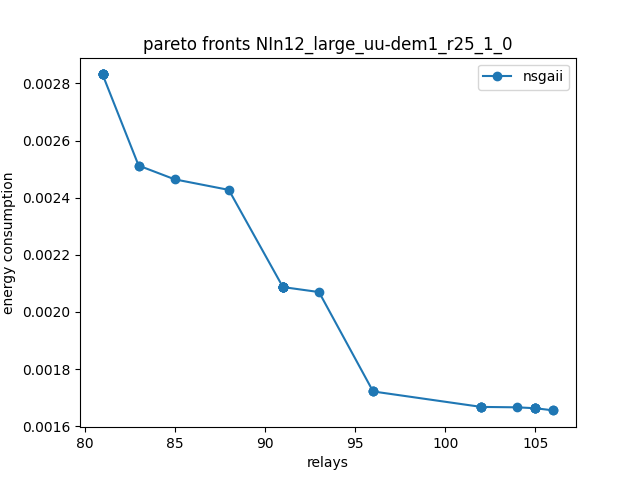 pareto fronts NIn12_large_uu-dem1_r25_1_0
nsgaii
energy consumption
0.0028
0.0026
0.0024
0.0022
0.0020
0.0018
0.0016
80 85 90 95 100 105
relays